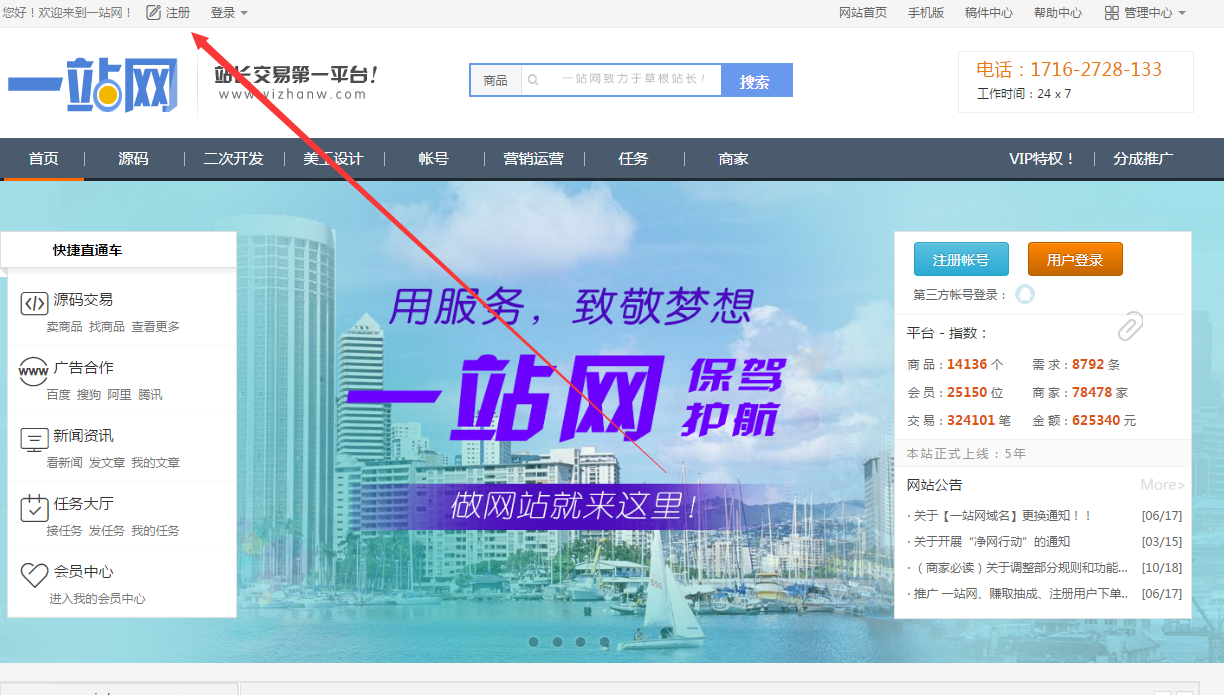 您好！欢迎来到一站网！ 注册 登录 网站首页 手机版 稿件中心 帮助中心 管理中心
一站网 站长交易第一平台！
www.yizhanw.com
商品 一站网致力于草根站长! 搜索
电话：1716-2728-133
工作时间：24 x 7
首页 源码 二次开发 美工设计 帐号 营销运营 任务 商家 VIP特权！ 分成推广
快捷直通车
源码交易
卖商品 找商品 查看更多
www 广告合作
百度 搜狗 阿里 腾讯
新闻资讯
看新闻 发文章 我的文章
任务大厅
接任务 发任务 我的任务
会员中心
进入我的会员中心
用服务，致敬梦想
一站网 保驾护航
做网站就来这里！
注册帐号 用户登录
第三方帐号登录：
平台 - 指数：
商品：14136 个 需求：8792 条
会员：25150 位 商家：78478 家
交易：324101 笔 金额：625340 元
本站正式上线：5年
网站公告 More>
· 关于【一站网域名】更换通知！！ [06/17]
· 关于开展“净网行动”的通知 [03/15]
·（商家必读）关于调整部分规则和功能... [10/18]
· 推广 一站网、赚取抽成、注册用户下单.. [06/17]